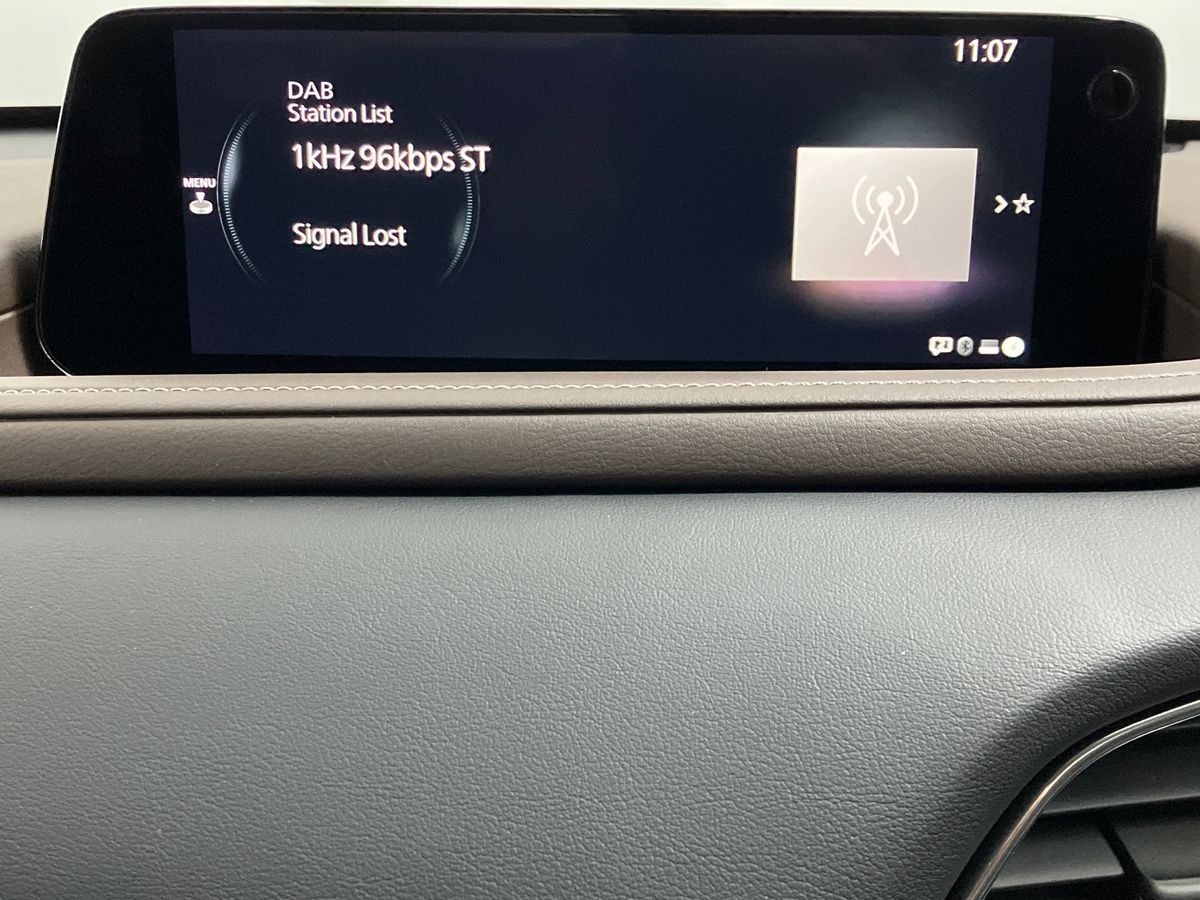 11:07
DAB
Station List
1kHz 96kbps ST
MENU
Signal Lost